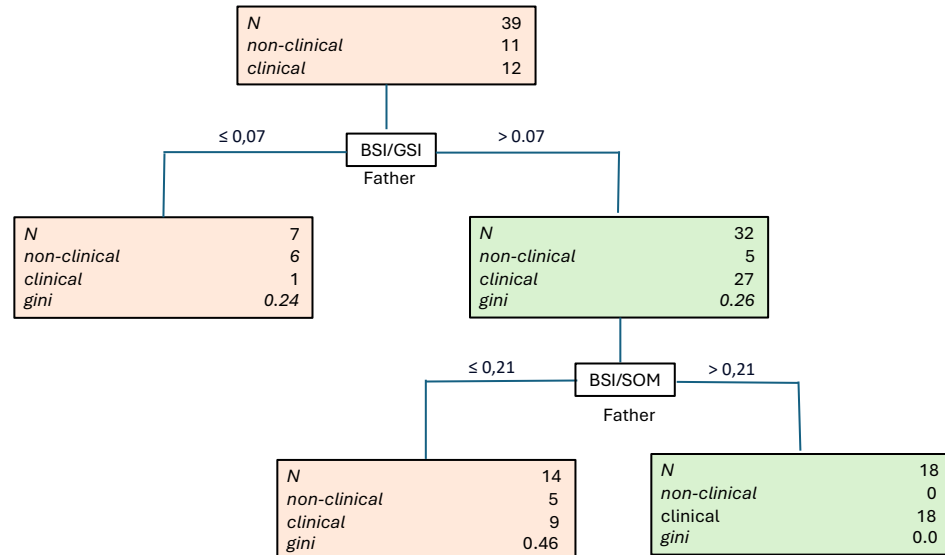 N 39
non-clinical 11
clinical 12
≤ 0,07
> 0.07
BSI/GSI
Father
N 7
non-clinical 6
clinical 1
gini 0.24
N 32
non-clinical 5
clinical 27
gini 0.26
≤ 0,21
> 0,21
BSI/SOM
Father
N 14
non-clinical 5
clinical 9
gini 0.46
N 18
non-clinical 0
clinical 18
gini 0.0